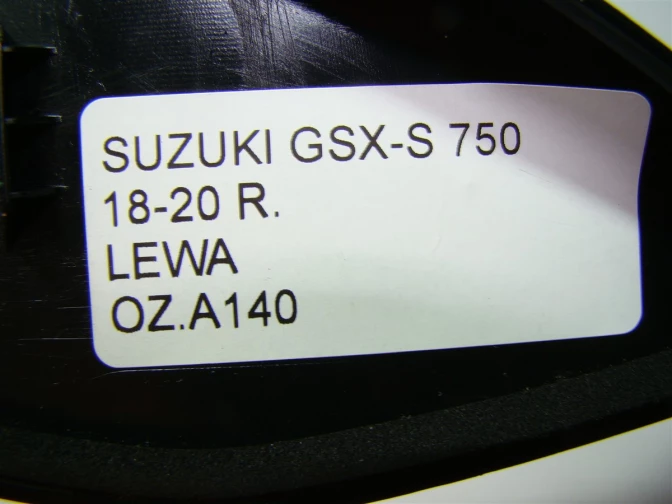 SUZUKI GSX-S 750
18-20 R.
LEWA
OZ.A140